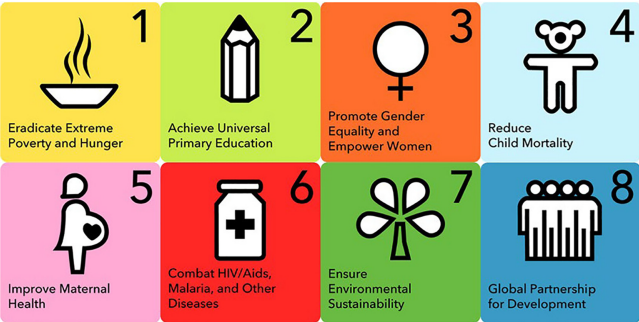 1
Eradicate Extreme
Poverty and Hunger
2
Achieve Universal
Primary Education
3
Promote Gender
Equality and
Empower Women
4
Reduce
Child Mortality
5
Improve Maternal
Health
6
Combat HIV/Aids,
Malaria, and Other
Diseases
7
Ensure
Environmental
Sustainability
8
Global Partnership
for Development